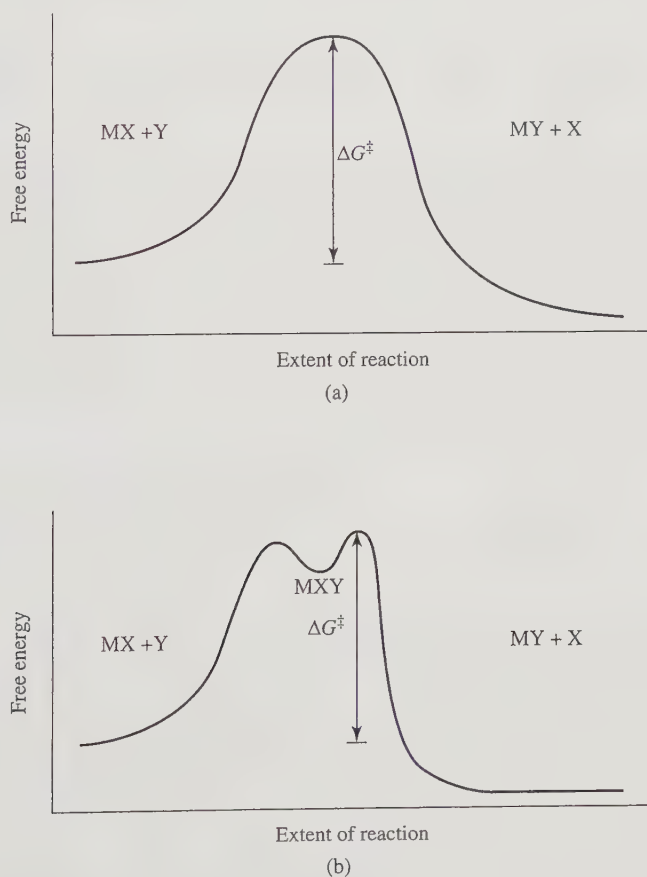 Free energy
MX +Y
ΔG‡
MY + X
Extent of reaction
(a)
Free energy
MX +Y
MXY
ΔG‡
MY + X
Extent of reaction
(b)